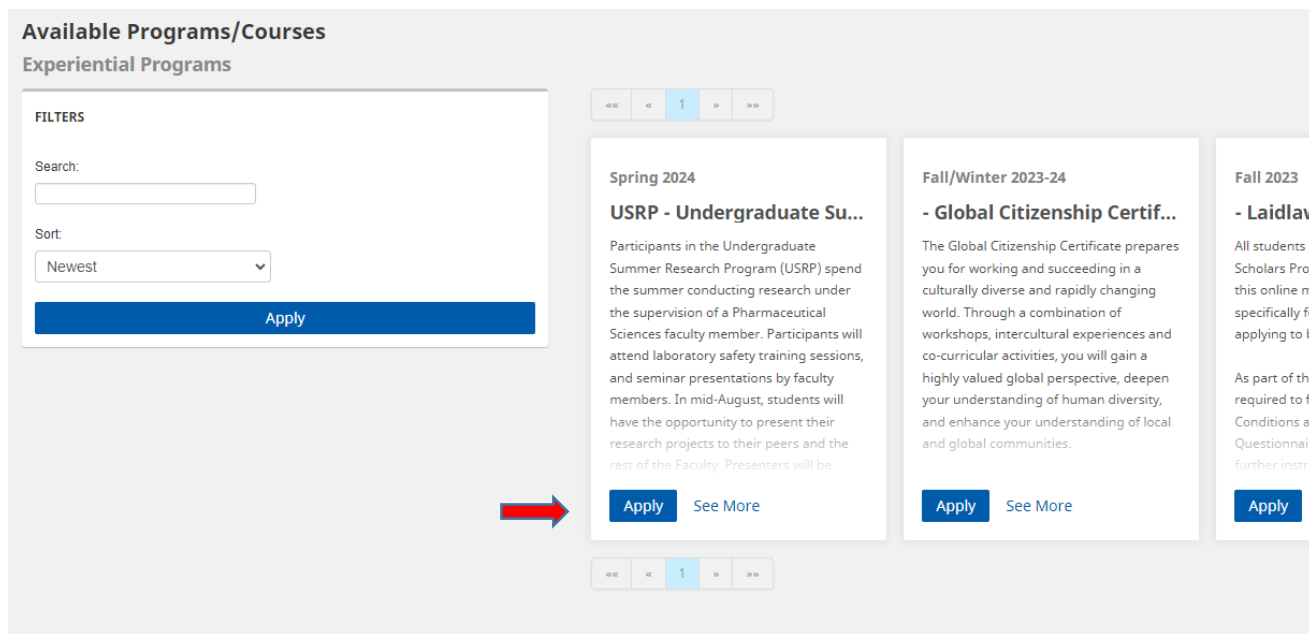 Available Programs/Courses
Experiential Programs
FILTERS
Search:
Sort:
Newest
Apply
«« « 1 » »»
Spring 2024
USRP - Undergraduate Su...
Participants in the Undergraduate
Summer Research Program (USRP) spend
the summer conducting research under
the supervision of a Pharmaceutical
Sciences faculty member. Participants will
attend laboratory safety training sessions,
and seminar presentations by faculty
members. In mid-August, students will
have the opportunity to present their
research projects to their peers and the
rest of the Faculty. Presenters will be
Apply See More
Fall/Winter 2023-24
- Global Citizenship Certif...
The Global Citizenship Certificate prepares
you for working and succeeding in a
culturally diverse and rapidly changing
world. Through a combination of
workshops, intercultural experiences and
co-curricular activities, you will gain a
highly valued global perspective, deepen
your understanding of human diversity,
and enhance your understanding of local
and global communities.
Apply See More
Fall 2023
- Laidlaw
All students
Scholars
this online
specifically
applying to
As part of
required to
Conditions
further
Apply
«« « 1 » »»